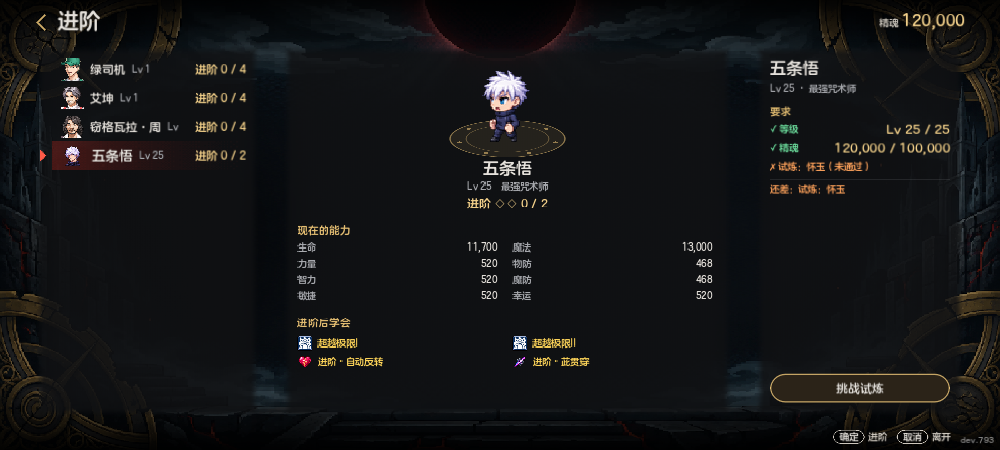 进阶
精魂 120,000
绿司机 Lv 1 进阶 0 / 4
艾坤 Lv 1 进阶 0 / 4
窃格瓦拉·周 Lv 进阶 0 / 4
五条悟 Lv 25 进阶 0 / 2
五条悟
Lv 25 最强咒术师
进阶 ◇◇ 0 / 2
现在的能力
生命 11,700 魔法 13,000
力量 520 物防 468
智力 520 魔防 468
敏捷 520 幸运 520
进阶后学会
超越极限I 超越极限II
进阶·自动反转 进阶·茈贯穿
五条悟
Lv 25 · 最强咒术师
要求
✓ 等级 Lv 25 / 25
✓ 精魂 120,000 / 100,000
✗ 试炼：怀玉（未通过）
还差：试炼：怀玉
挑战试炼
确定 进阶 取消 离开
dev.793